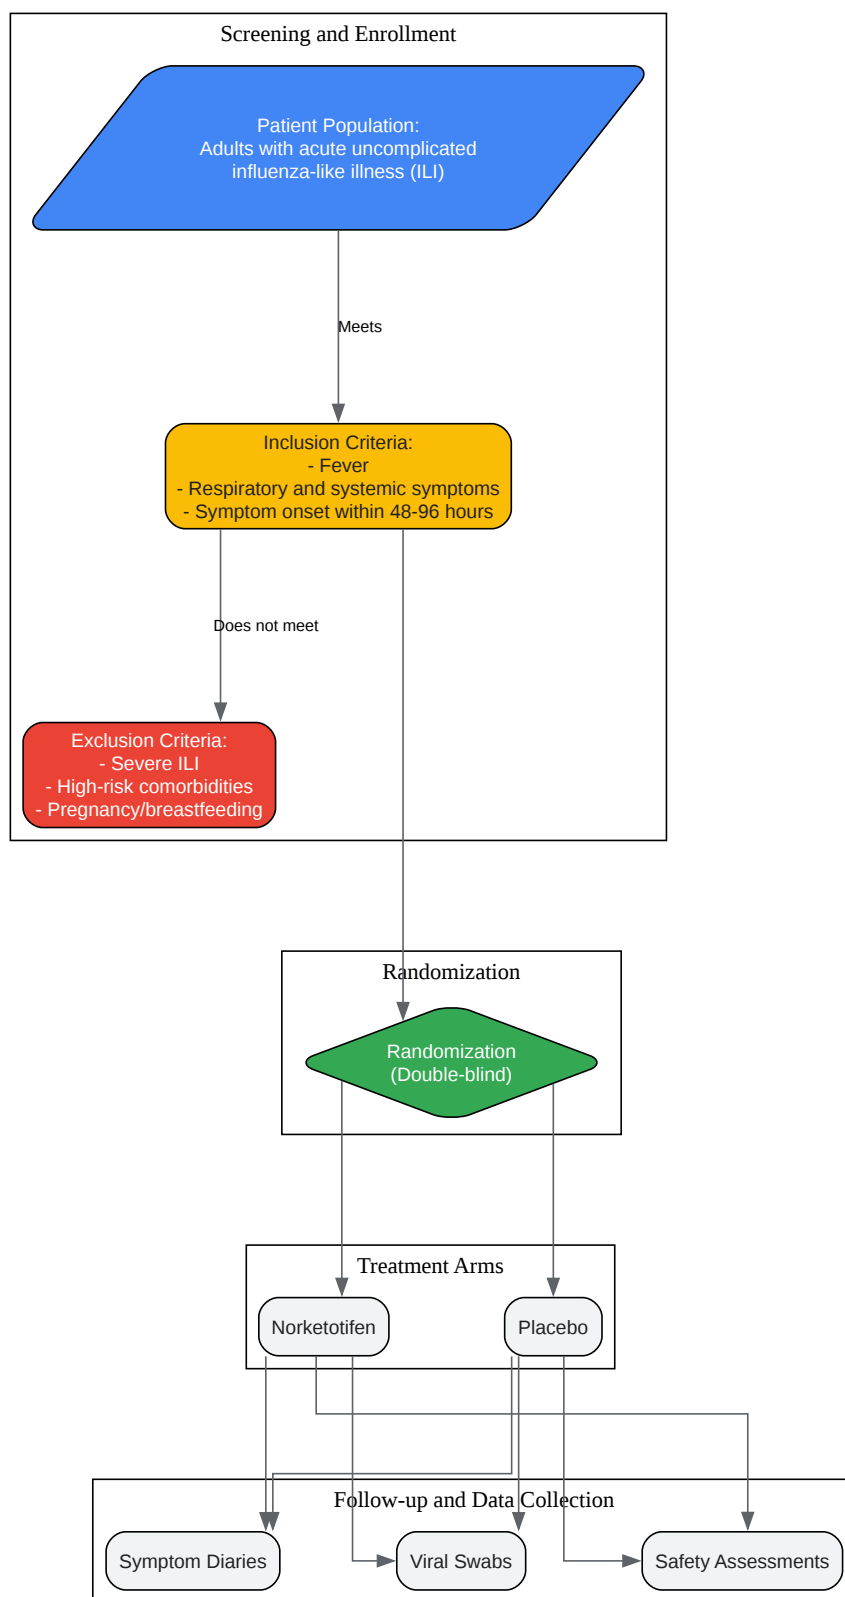 Screening and Enrollment
Patient Population:
Adults with acute uncomplicated
influenza-like illness (ILI)
Meets
Inclusion Criteria:
- Fever
- Respiratory and systemic symptoms
- Symptom onset within 48-96 hours
Does not meet
Exclusion Criteria:
- Severe ILI
- High-risk comorbidities
- Pregnancy/breastfeeding
Randomization
Randomization
(Double-blind)
Treatment Arms
Norketotifen
Placebo
Follow-up and Data Collection
Symptom Diaries
Viral Swabs
Safety Assessments